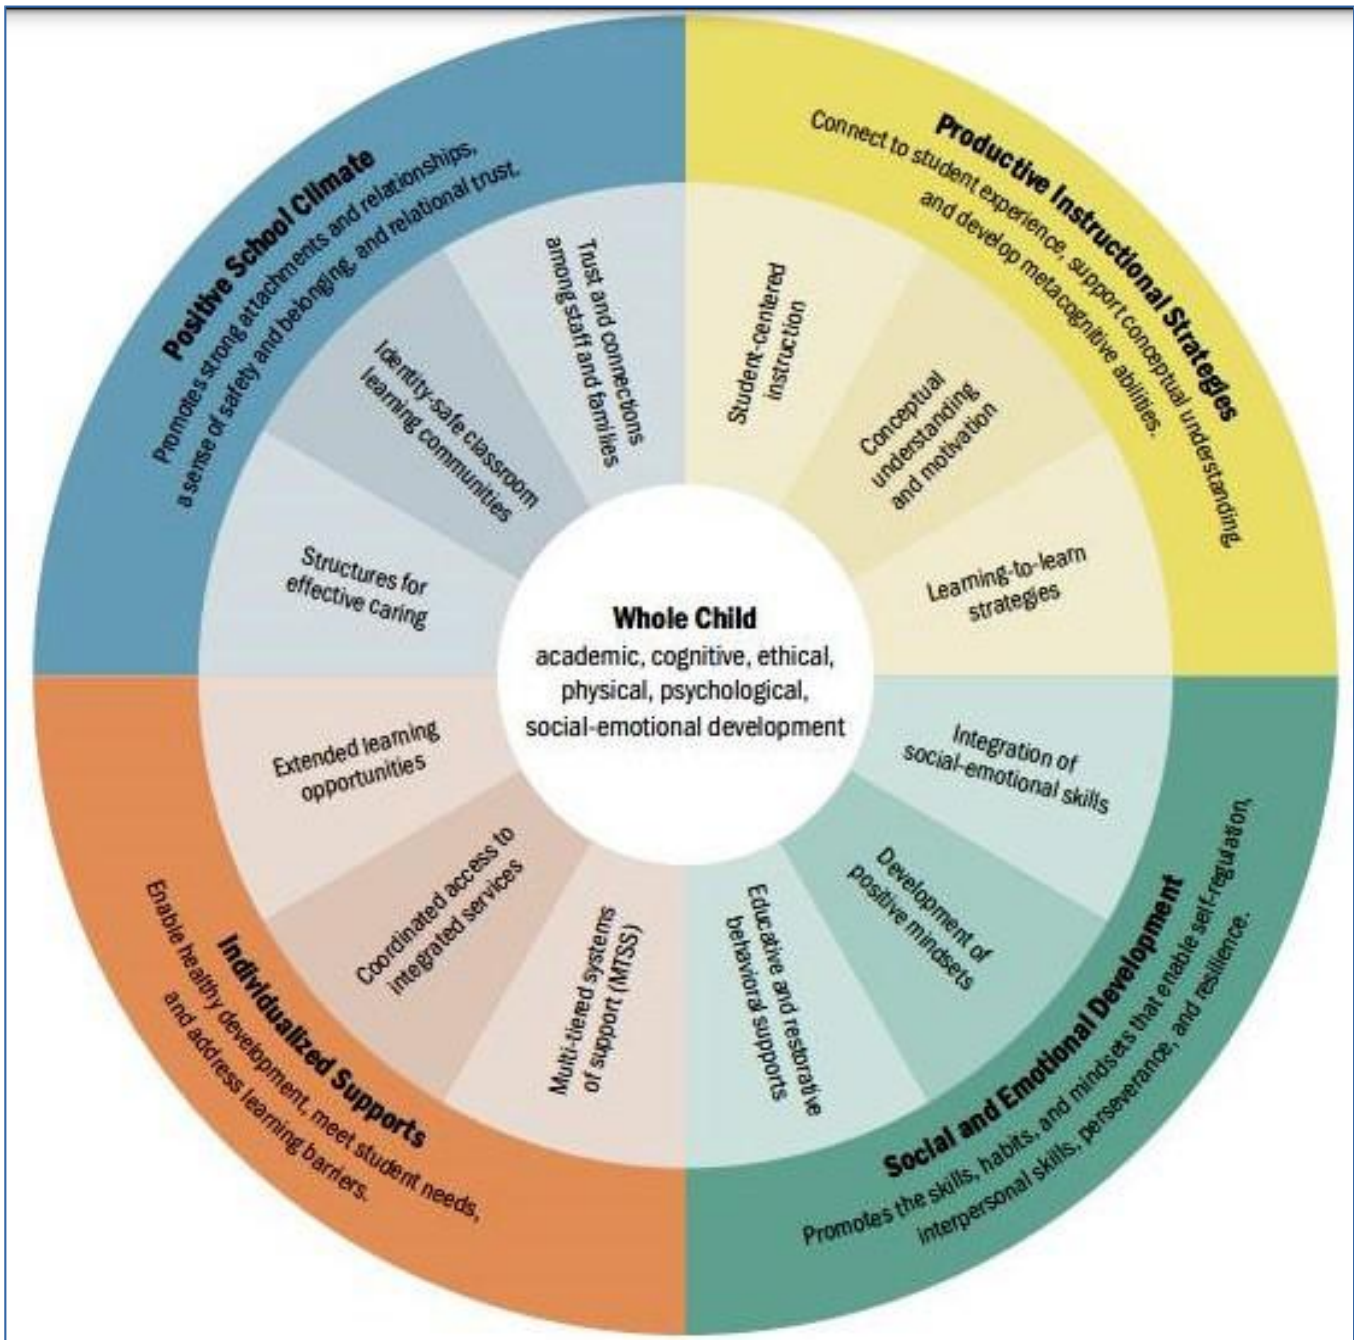 Positive School Climate
Promotes strong attachments and relationships,
a sense of safety and belonging, and relational trust.
Trust and connections
among staff and families
Identity-safe classroom
learning communities
Structures for
effective caring
Productive Instructional Strategies
Connect to student experience, support conceptual understanding,
and develop metacognitive abilities.
Student-centered
instruction
Conceptual
understanding
and motivation
Learning-to-learn
strategies
Whole Child
academic, cognitive, ethical,
physical, psychological,
social-emotional development
Integration of
social-emotional skills
Development of
positive mindsets
Educative and restorative
behavioral supports
Social and Emotional Development
Promotes the skills, habits, and mindsets that enable self-regulation,
interpersonal skills, perseverance, and resilience.
Extended learning
opportunities
Coordinated access to
integrated services
Multi-tiered systems
of support (MTSS)
Individualized Supports
Enable healthy development, meet student needs,
and address learning barriers.